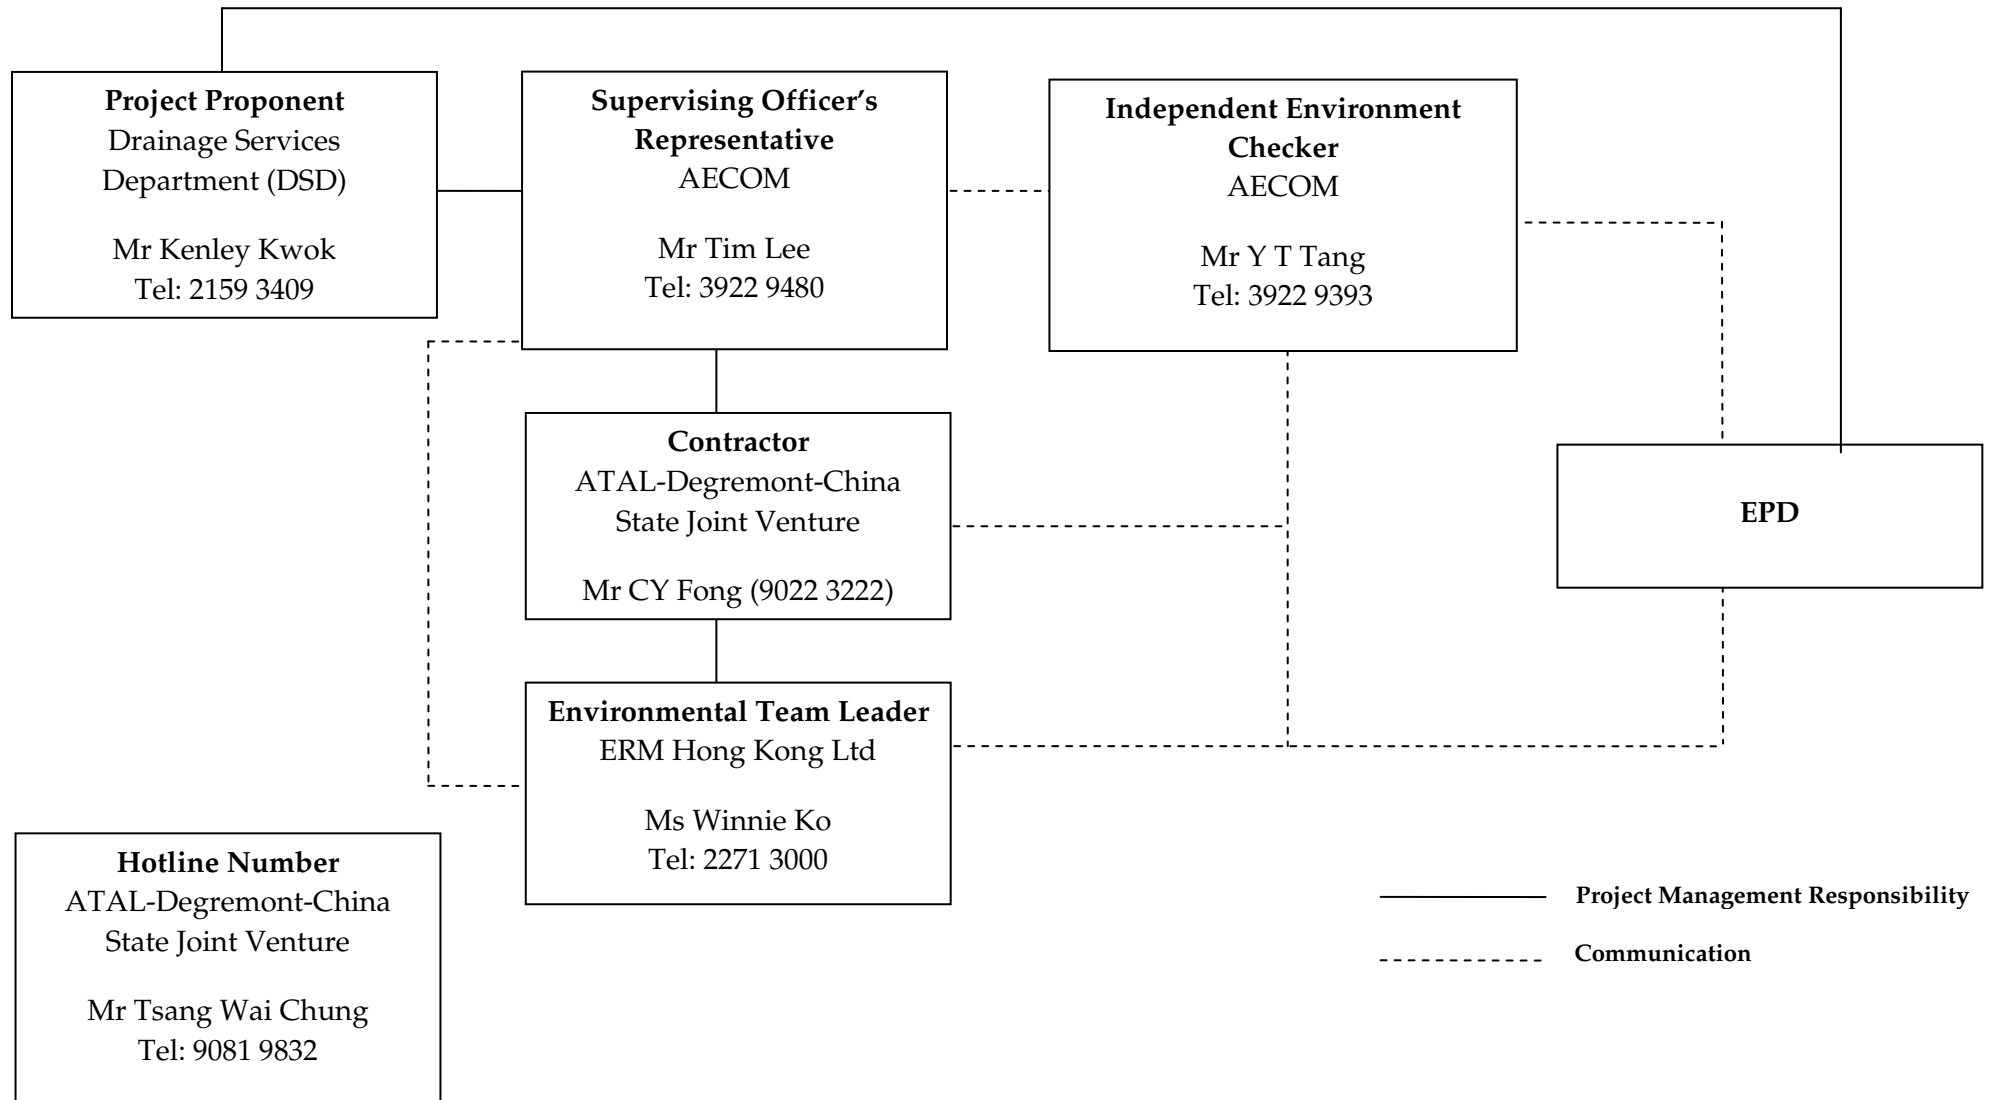 Project Proponent
Drainage Services
Department (DSD)
Mr Kenley Kwok
Tel: 2159 3409
Supervising Officer’s
Representative
AECOM
Mr Tim Lee
Tel: 3922 9480
Independent Environment
Checker
AECOM
Mr Y T Tang
Tel: 3922 9393
Contractor
ATAL-Degremont-China
State Joint Venture
Mr CY Fong (9022 3222)
EPD
Environmental Team Leader
ERM Hong Kong Ltd
Ms Winnie Ko
Tel: 2271 3000
Hotline Number
ATAL-Degremont-China
State Joint Venture
Mr Tsang Wai Chung
Tel: 9081 9832
Project Management Responsibility
Communication